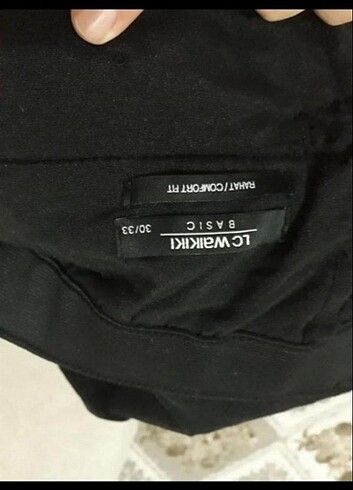 LC WAIKIKI
BASIC
30/33
RAHAT/COMFORT FIT